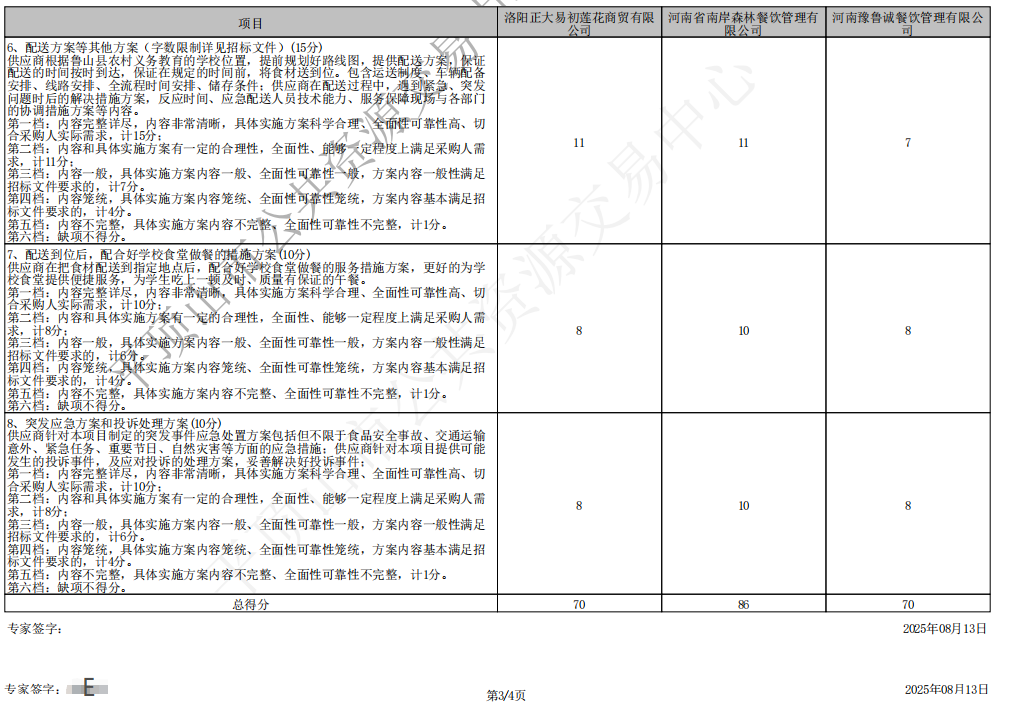 项目
洛阳正大易初莲花商贸有限
公司
河南省南岸森林餐饮管理有
限公司
河南豫鲁诚餐饮管理有限公
司
6、配送方案等其他方案（字数限制详见招标文件）(15分)
供应商根据鲁山县农村义务教育的学校位置，提前规划好路线图，提供配送方案，保证
配送的时间按时到达，保证在规定的时间前，将食材送到位。包含运送制度、车辆配备
安排、线路安排、全流程时间安排、储存条件；供应商在配送过程中，遇到紧急、突发
问题时后的解决措施方案，反应时间、应急配送人员技术能力、服务保障现场与各部门
的协调措施方案等内容。
第一档：内容完整详尽，内容非常清晰，具体实施方案科学合理、全面性可靠性高、切
合采购人实际需求，计15分；
第二档：内容和具体实施方案有一定的合理性，全面性、能够一定程度上满足采购人需
求，计11分；
第三档：内容一般，具体实施方案内容一般、全面性可靠性一般，方案内容一般性满足
招标文件要求的，计7分。
第四档：内容笼统，具体实施方案内容笼统、全面性可靠性笼统，方案内容基本满足招
标文件要求的，计4分。
第五档：内容不完整，具体实施方案内容不完整、全面性可靠性不完整，计1分。
第六档：缺项不得分。
11
11
7
7、配送到位后，配合好学校食堂做餐的措施方案(10分)
供应商在把食材配送到指定地点后，配合好学校食堂做餐的服务措施方案，更好的为学
校食堂提供便捷服务，为学生吃上一顿及时、质量有保证的午餐。
第一档：内容完整详尽，内容非常清晰，具体实施方案科学合理、全面性可靠性高、切
合采购人实际需求，计10分；
第二档：内容和具体实施方案有一定的合理性，全面性、能够一定程度上满足采购人需
求，计8分；
第三档：内容一般，具体实施方案内容一般、全面性可靠性一般，方案内容一般性满足
招标文件要求的，计6分。
第四档：内容笼统，具体实施方案内容笼统、全面性可靠性笼统，方案内容基本满足招
标文件要求的，计4分。
第五档：内容不完整，具体实施方案内容不完整、全面性可靠性不完整，计1分。
第六档：缺项不得分。
8
10
8
8、突发应急方案和投诉处理方案(10分)
供应商针对本项目制定的突发事件应急处置方案包括但不限于食品安全事故、交通运输
意外、紧急任务、重要节日、自然灾害等方面的应急措施；供应商针对本项目提供可能
发生的投诉事件，及应对投诉的处理方案，妥善解决好投诉事件；
第一档：内容完整详尽，内容非常清晰，具体实施方案科学合理、全面性可靠性高、切
合采购人实际需求，计10分；
第二档：内容和具体实施方案有一定的合理性，全面性、能够一定程度上满足采购人需
求，计8分；
第三档：内容一般，具体实施方案内容一般、全面性可靠性一般，方案内容一般性满足
招标文件要求的，计6分。
第四档：内容笼统，具体实施方案内容笼统、全面性可靠性笼统，方案内容基本满足招
标文件要求的，计4分。
第五档：内容不完整，具体实施方案内容不完整、全面性可靠性不完整，计1分。
第六档：缺项不得分。
8
10
8
总得分
70
86
70
专家签字：
2025年08月13日
专家签字： E
第3/4页
2025年08月13日
平顶山市公共资源交易中心
平顶山市公共资源交易中心